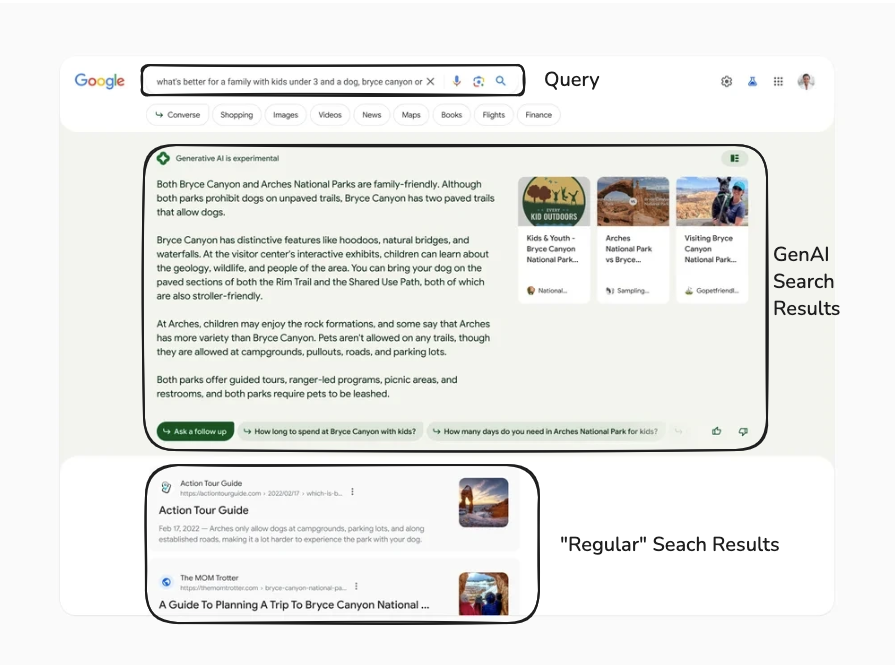 Google
what's better for a family with kids under 3 and a dog, bryce canyon or
Query
Converse
Shopping
Images
Videos
News
Maps
Books
Flights
Finance
Generative AI is experimental
Both Bryce Canyon and Arches National Parks are family-friendly. Although
both parks prohibit dogs on unpaved trails, Bryce Canyon has two paved trails
that allow dogs.
Bryce Canyon has distinctive features like hoodoos, natural bridges, and
waterfalls. At the visitor center's interactive exhibits, children can learn about
the geology, wildlife, and people of the area. You can bring your dog on the
paved sections of both the Rim Trail and the Shared Use Path, both of which
are also stroller-friendly.
At Arches, children may enjoy the rock formations, and some say that Arches
has more variety than Bryce Canyon. Pets aren't allowed on any trails, though
they are allowed at campgrounds, pullouts, roads, and parking lots.
Both parks offer guided tours, ranger-led programs, picnic areas, and
restrooms, and both parks require pets to be leashed.
EVERY
KID OUTDOORS
Kids & Youth -
Bryce Canyon
National Park...
National...
Arches
National Park
vs Bryce...
Sampling...
Visiting Bryce
Canyon
National Park...
Gopetfriendl...
GenAI
Search
Results
Ask a follow up
How long to spend at Bryce Canyon with kids?
How many days do you need in Arches National Park for kids?
Action Tour Guide
https://actiontourguide.com › 2022/02/17 › which-is-b...
Action Tour Guide
Feb 17, 2022 — Arches only allow dogs at campgrounds, parking lots, and along
established roads, making it a lot harder to experience the park with your dog.
"Regular" Seach Results
The MOM Trotter
https://themomtrotter.com › bryce-canyon-national-pa...
A Guide To Planning A Trip To Bryce Canyon National ...